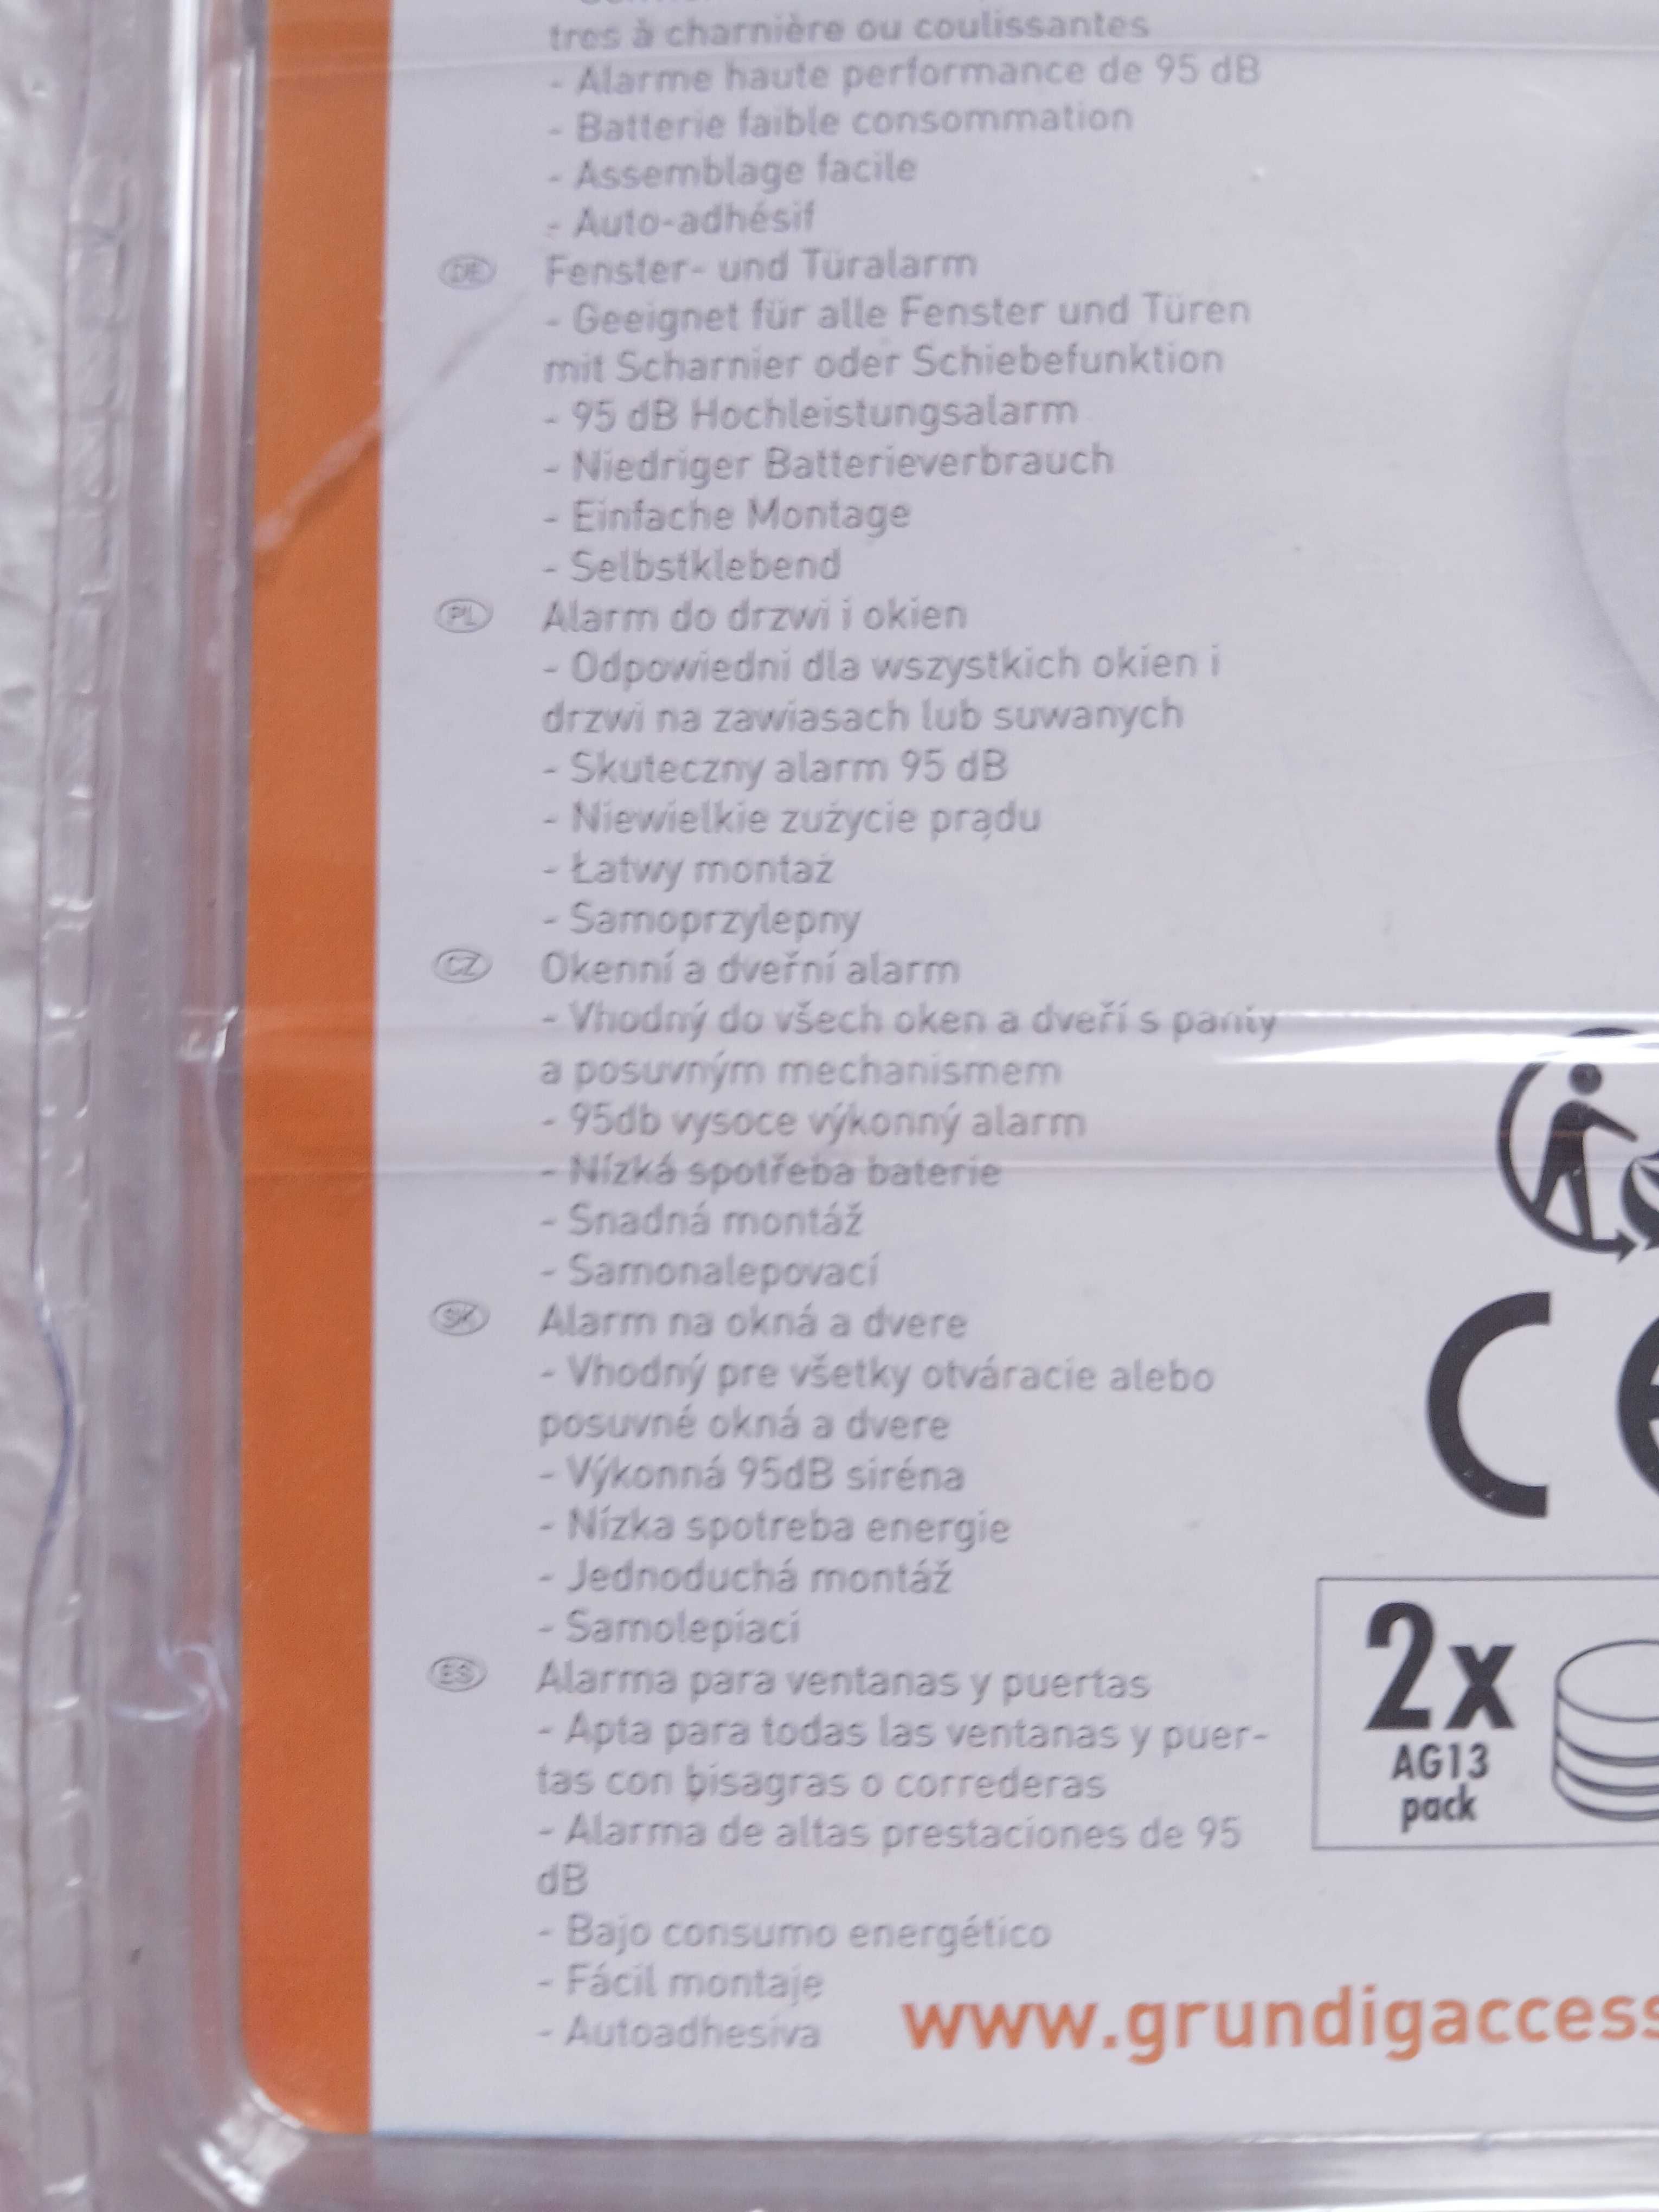 tres à charnière ou coulissantes
- Alarme haute performance de 95 dB
- Batterie faible consommation
- Assemblage facile
- Auto-adhésif
DE Fenster- und Türalarm
- Geeignet für alle Fenster und Türen
mit Scharnier oder Schiebefunktion
- 95 dB Hochleistungsalarm
- Niedriger Batterieverbrauch
- Einfache Montage
- Selbstklebend
PL Alarm do drzwi i okien
- Odpowiedni dla wszystkich okien i
drzwi na zawiasach lub suwanych
- Skuteczny alarm 95 dB
- Niewielkie zużycie prądu
- Łatwy montaż
- Samoprzylepny
CZ Okenní a dveřní alarm
- Vhodný do všech oken a dveří s panty
a posuvným mechanismem
- 95db vysoce výkonný alarm
- Nízká spotřeba baterie
- Snadná montáž
- Samonalepovací
SK Alarm na okná a dvere
- Vhodný pre všetky otváracie alebo
posuvné okná a dvere
- Výkonná 95dB siréna
- Nízka spotreba energie
- Jednoduchá montáž
- Samolepiaci
ES Alarma para ventanas y puertas
- Apta para todas las ventanas y puer-
tas con bisagras o correderas
- Alarma de altas prestaciones de 95
dB
- Bajo consumo energético
- Fácil montaje
- Autoadhesiva
CE
2x
AG13
pack
www.grundigaccess